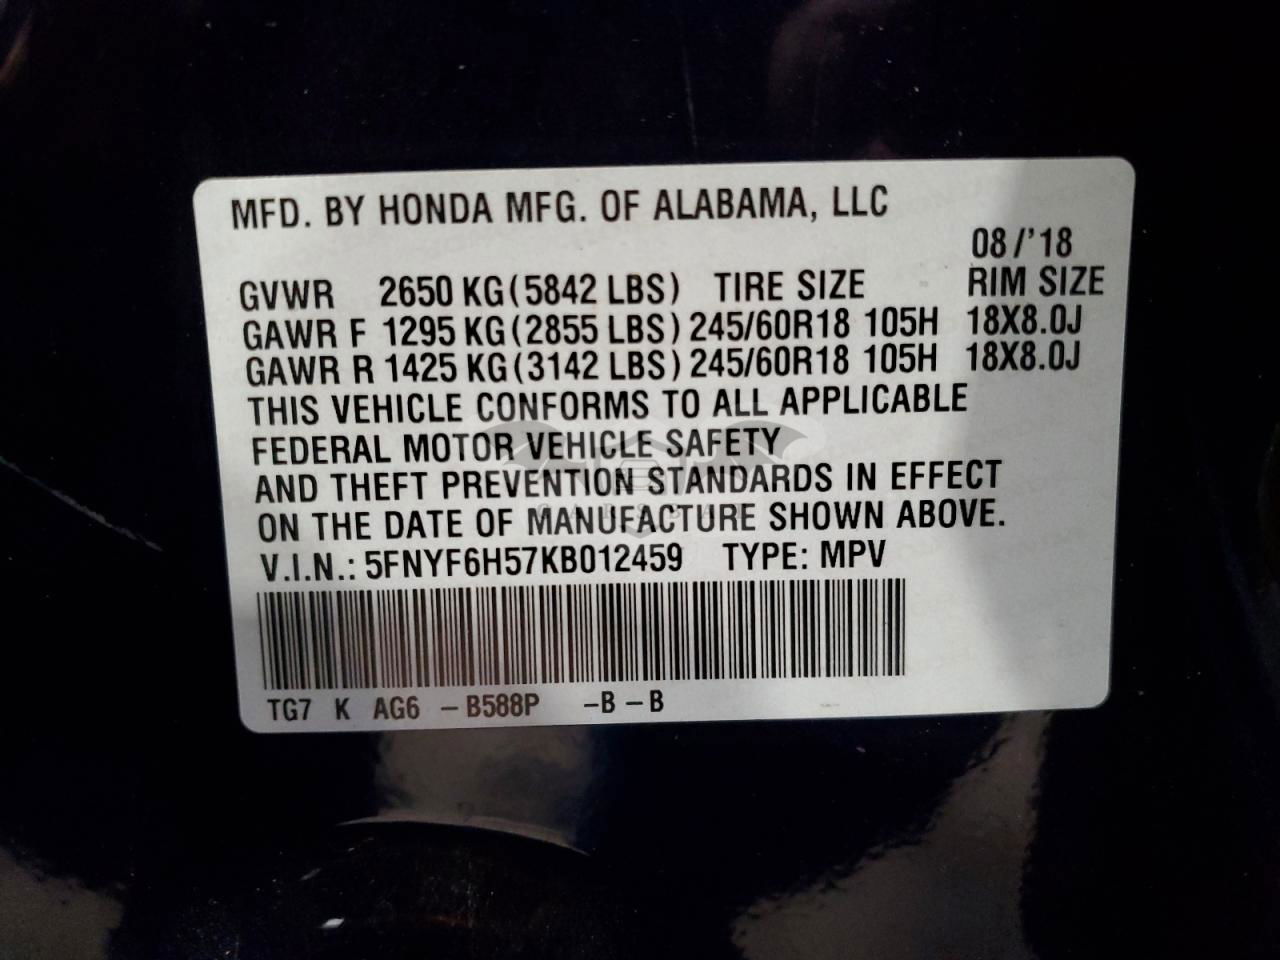 MFD. BY HONDA MFG. OF ALABAMA, LLC
08/'18
GVWR 2650 KG(5842 LBS) TIRE SIZE RIM SIZE
GAWR F 1295 KG(2855 LBS) 245/60R18 105H 18X8.0J
GAWR R 1425 KG(3142 LBS) 245/60R18 105H 18X8.0J
THIS VEHICLE CONFORMS TO ALL APPLICABLE
FEDERAL MOTOR VEHICLE SAFETY
AND THEFT PREVENTION STANDARDS IN EFFECT
ON THE DATE OF MANUFACTURE SHOWN ABOVE.
V.I.N.: 5FNYF6H57KB012459 TYPE: MPV
TG7 K AG6 -B588P -B-B